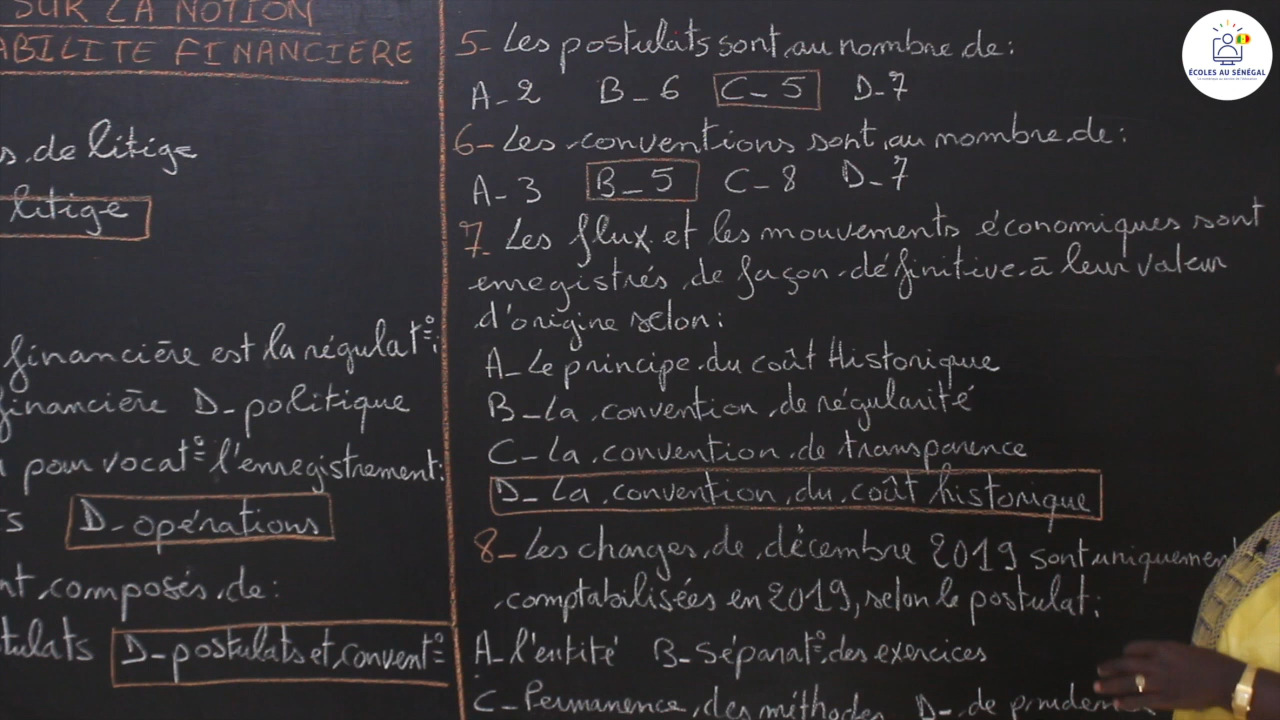 SUR LA NOTION
ABILITE FINANCIERE
s de litige
litige
financière est la régulat°:
financière D- politique
pour vocat° l'enregistrement:
ts D- opérations
nt composés de:
tulats D- postulats et convent°
5- Les postulats sont au nombre de:
A- 2 B- 6 C- 5 D- 7
6- Les conventions sont au nombre de:
A- 3 B- 5 C- 8 D- 7
7- Les flux et les mouvements économiques sont
enregistrés de façon définitive à leur valeur
d'origine selon:
A- Le principe du coût Historique
B- La convention de régularité
C- La convention de transparence
D- La convention du coût historique
8- Les charges de décembre 2019 sont uniquement
comptabilisées en 2019, selon le postulat:
A- l'entité B- Séparat° des exercices
C- Permanence des méthodes D- de pruden
ÉCOLES AU SÉNÉGAL